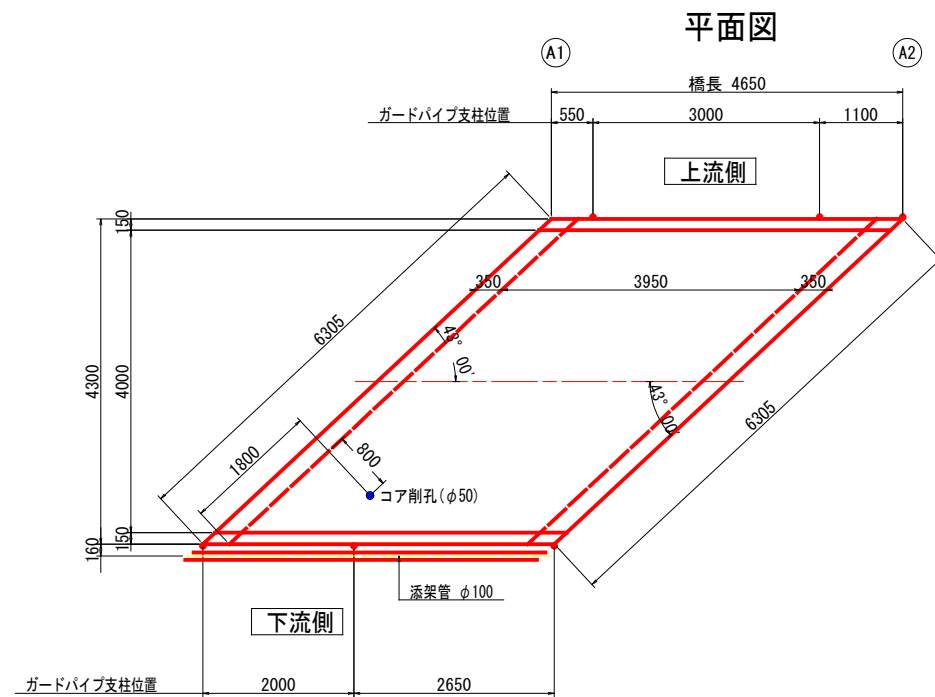 平面図
A1
A2
橋長 4650
ガードパイプ支柱位置
550
3000
1100
上流側
150
350
3950
350
6305
43° 00′
4300
4000
43° 00′
6305
1800
800
コア削孔(φ50)
150
160
添架管 φ100
下流側
ガードパイプ支柱位置
2000
2650